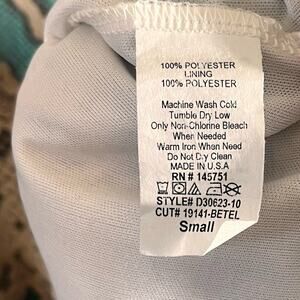 100% POLYESTER
LINING
100% POLYESTER
Machine Wash Cold
Tumble Dry Low
Only Non-Chlorine Bleach
When Needed
Warm Iron When Need
Do Not Dry Clean
MADE IN U.S.A
RN # 145751
STYLE# D30623-10
CUT# 19141-BETEL
Small